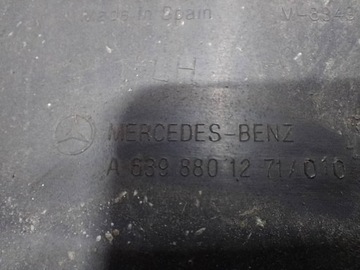 Made In Spain
LH
MERCEDES-BENZ
A 639 880 12 71/010